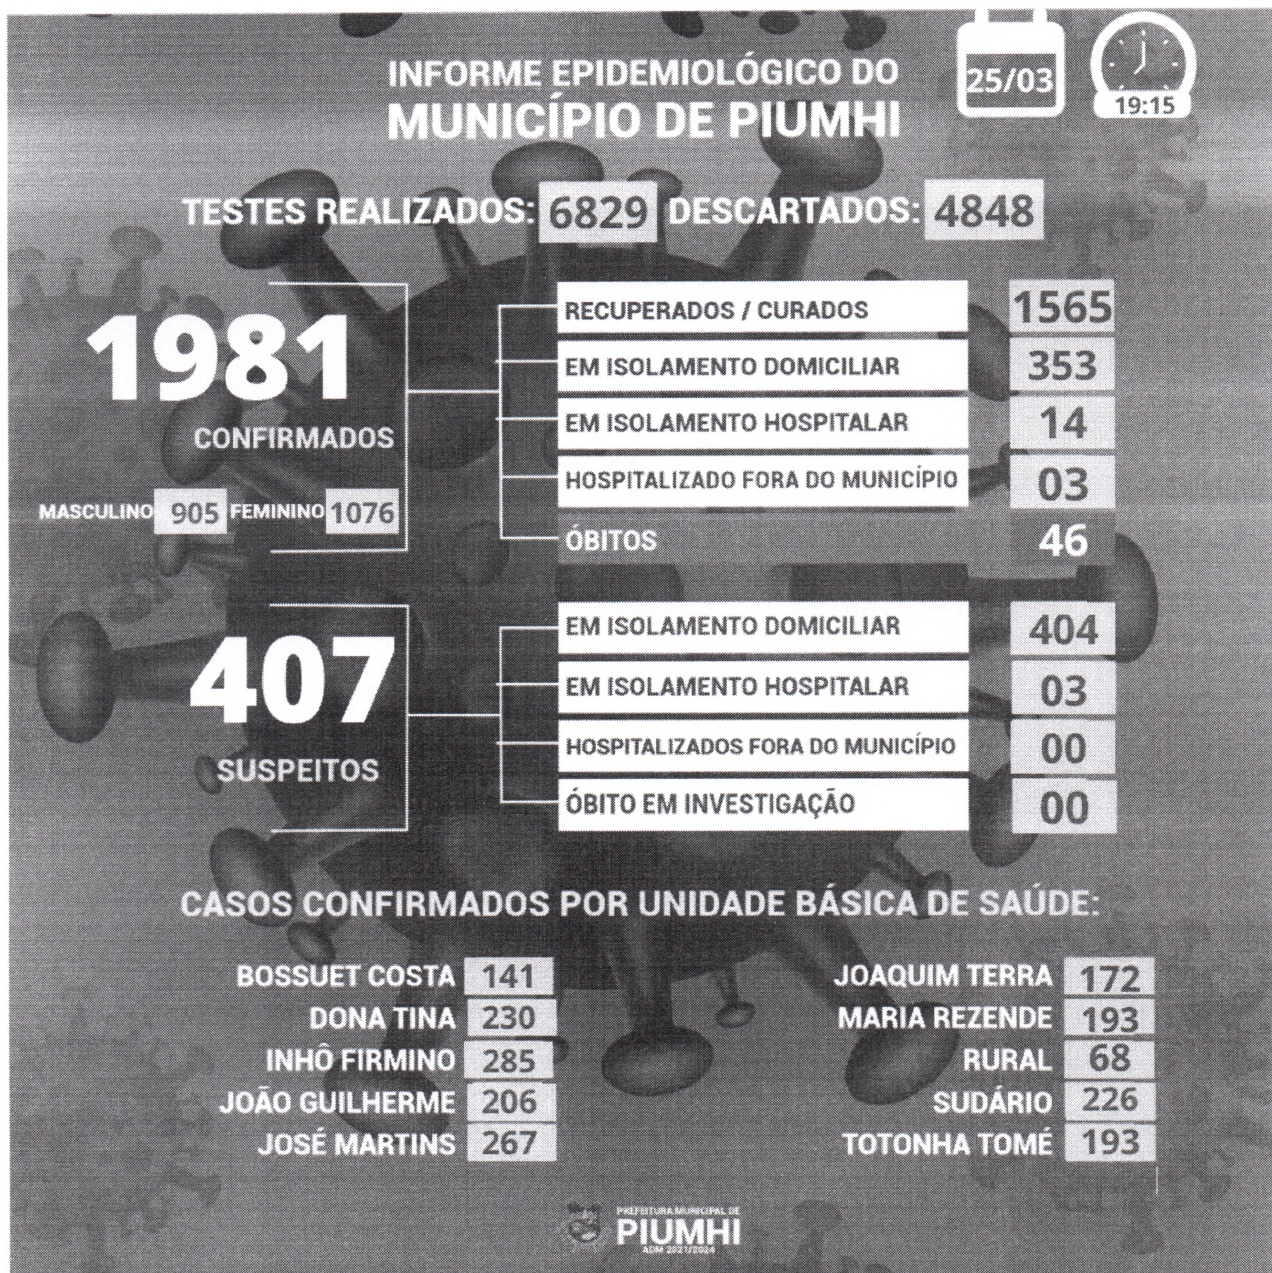 INFORME EPIDEMIOLÓGICO DO
MUNICÍPIO DE PIUMHI
25/03
19:15
TESTES REALIZADOS: 6829 DESCARTADOS: 4848
1981
CONFIRMADOS
MASCULINO 905 FEMININO 1076
RECUPERADOS / CURADOS 1565
EM ISOLAMENTO DOMICILIAR 353
EM ISOLAMENTO HOSPITALAR 14
HOSPITALIZADO FORA DO MUNICÍPIO 03
ÓBITOS 46
407
SUSPEITOS
EM ISOLAMENTO DOMICILIAR 404
EM ISOLAMENTO HOSPITALAR 03
HOSPITALIZADOS FORA DO MUNICÍPIO 00
ÓBITO EM INVESTIGAÇÃO 00
CASOS CONFIRMADOS POR UNIDADE BÁSICA DE SAÚDE:
BOSSUET COSTA 141
DONA TINA 230
INHÔ FIRMINO 285
JOÃO GUILHERME 206
JOSÉ MARTINS 267
JOAQUIM TERRA 172
MARIA REZENDE 193
RURAL 68
SUDÁRIO 226
TOTONHA TOMÉ 193
PREFEITURA MUNICIPAL DE
PIUMHI
ADM 2021/2024